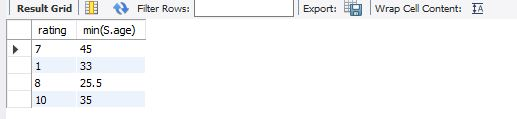 Result Grid Filter Rows: Export: Wrap Cell Content: IA
rating min(S.age)
7 45
1 33
8 25.5
10 35